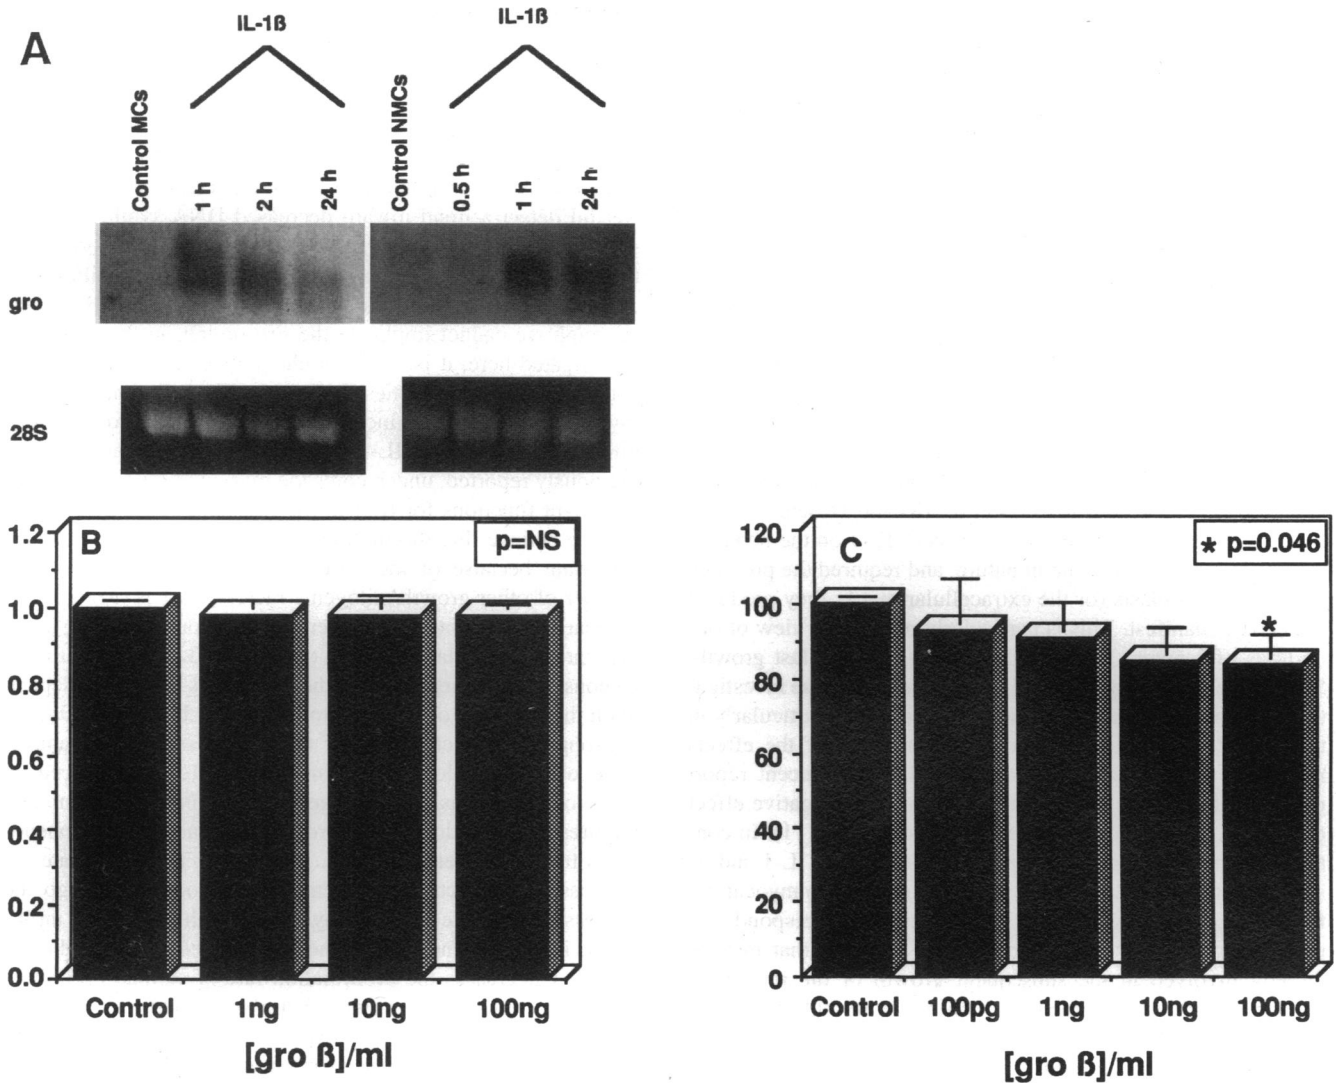 A
IL-1ß
IL-1ß
Control MCs
1 h
2 h
24 h
Control NMCs
0.5 h
1 h
24 h
gro
28S
B
p=NS
1.2
1.0
0.8
0.6
0.4
0.2
0.0
Control
1ng
10ng
100ng
[gro ß]/ml
C
* p=0.046
120
100
80
60
40
20
0
*
Control
100pg
1ng
10ng
100ng
[gro ß]/ml